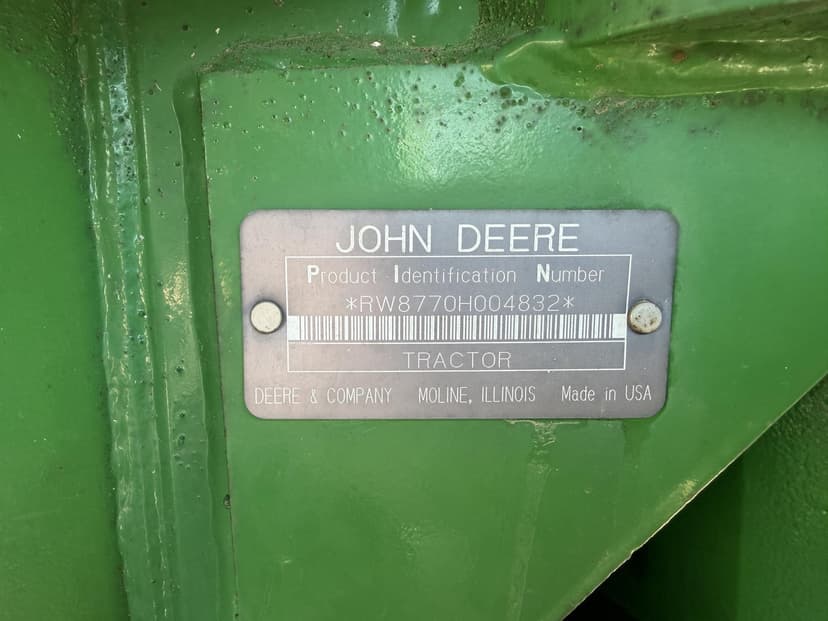 JOHN DEERE
Product Identification Number
*RW8770H004832*
TRACTOR
DEERE & COMPANY MOLINE, ILLINOIS Made in USA